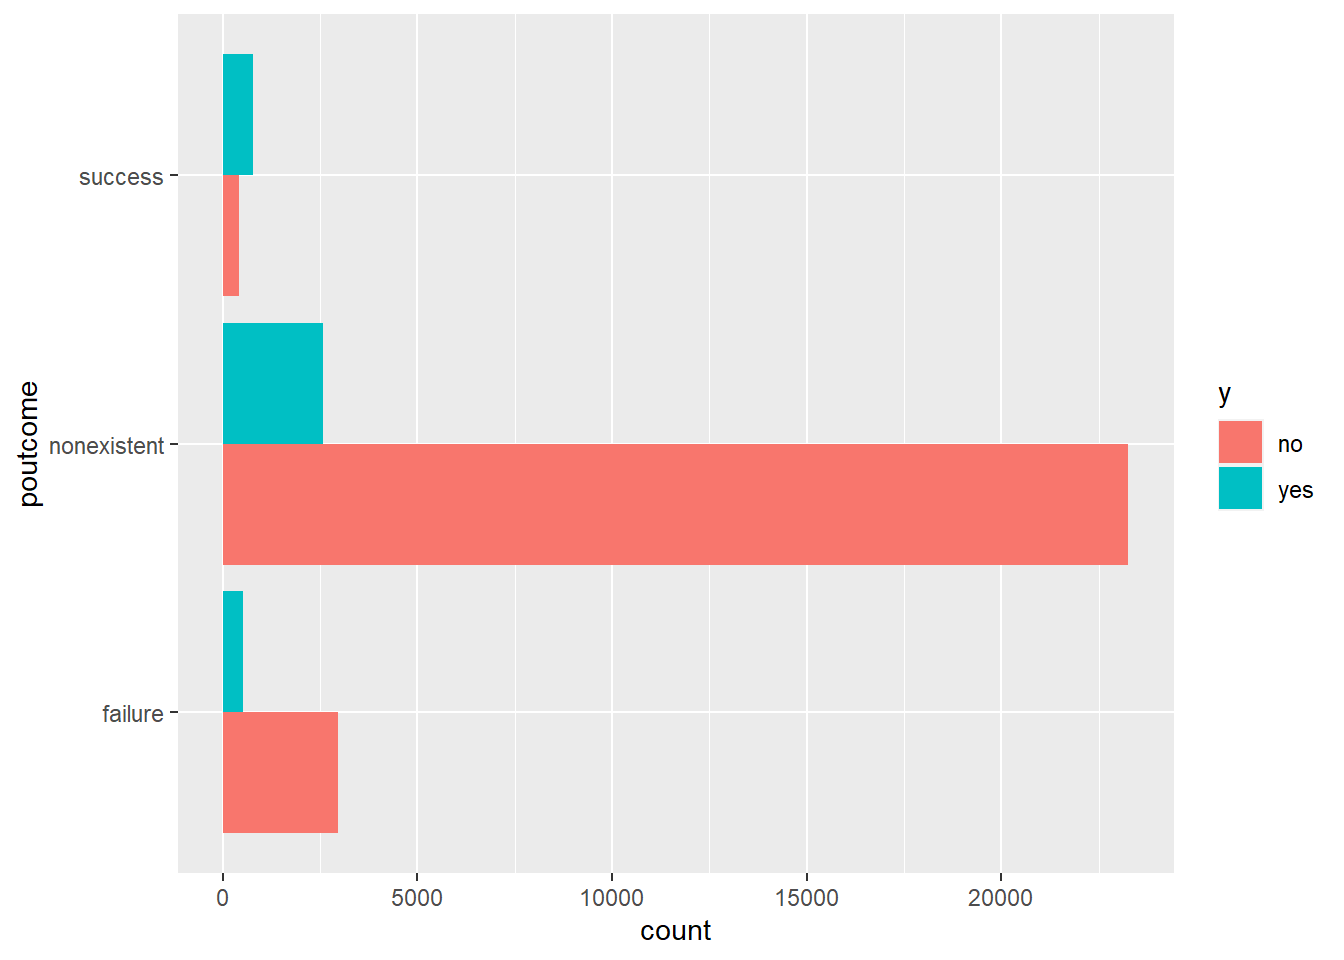 success
nonexistent
failure
poutcome
0 5000 10000 15000 20000
count
y
no
yes